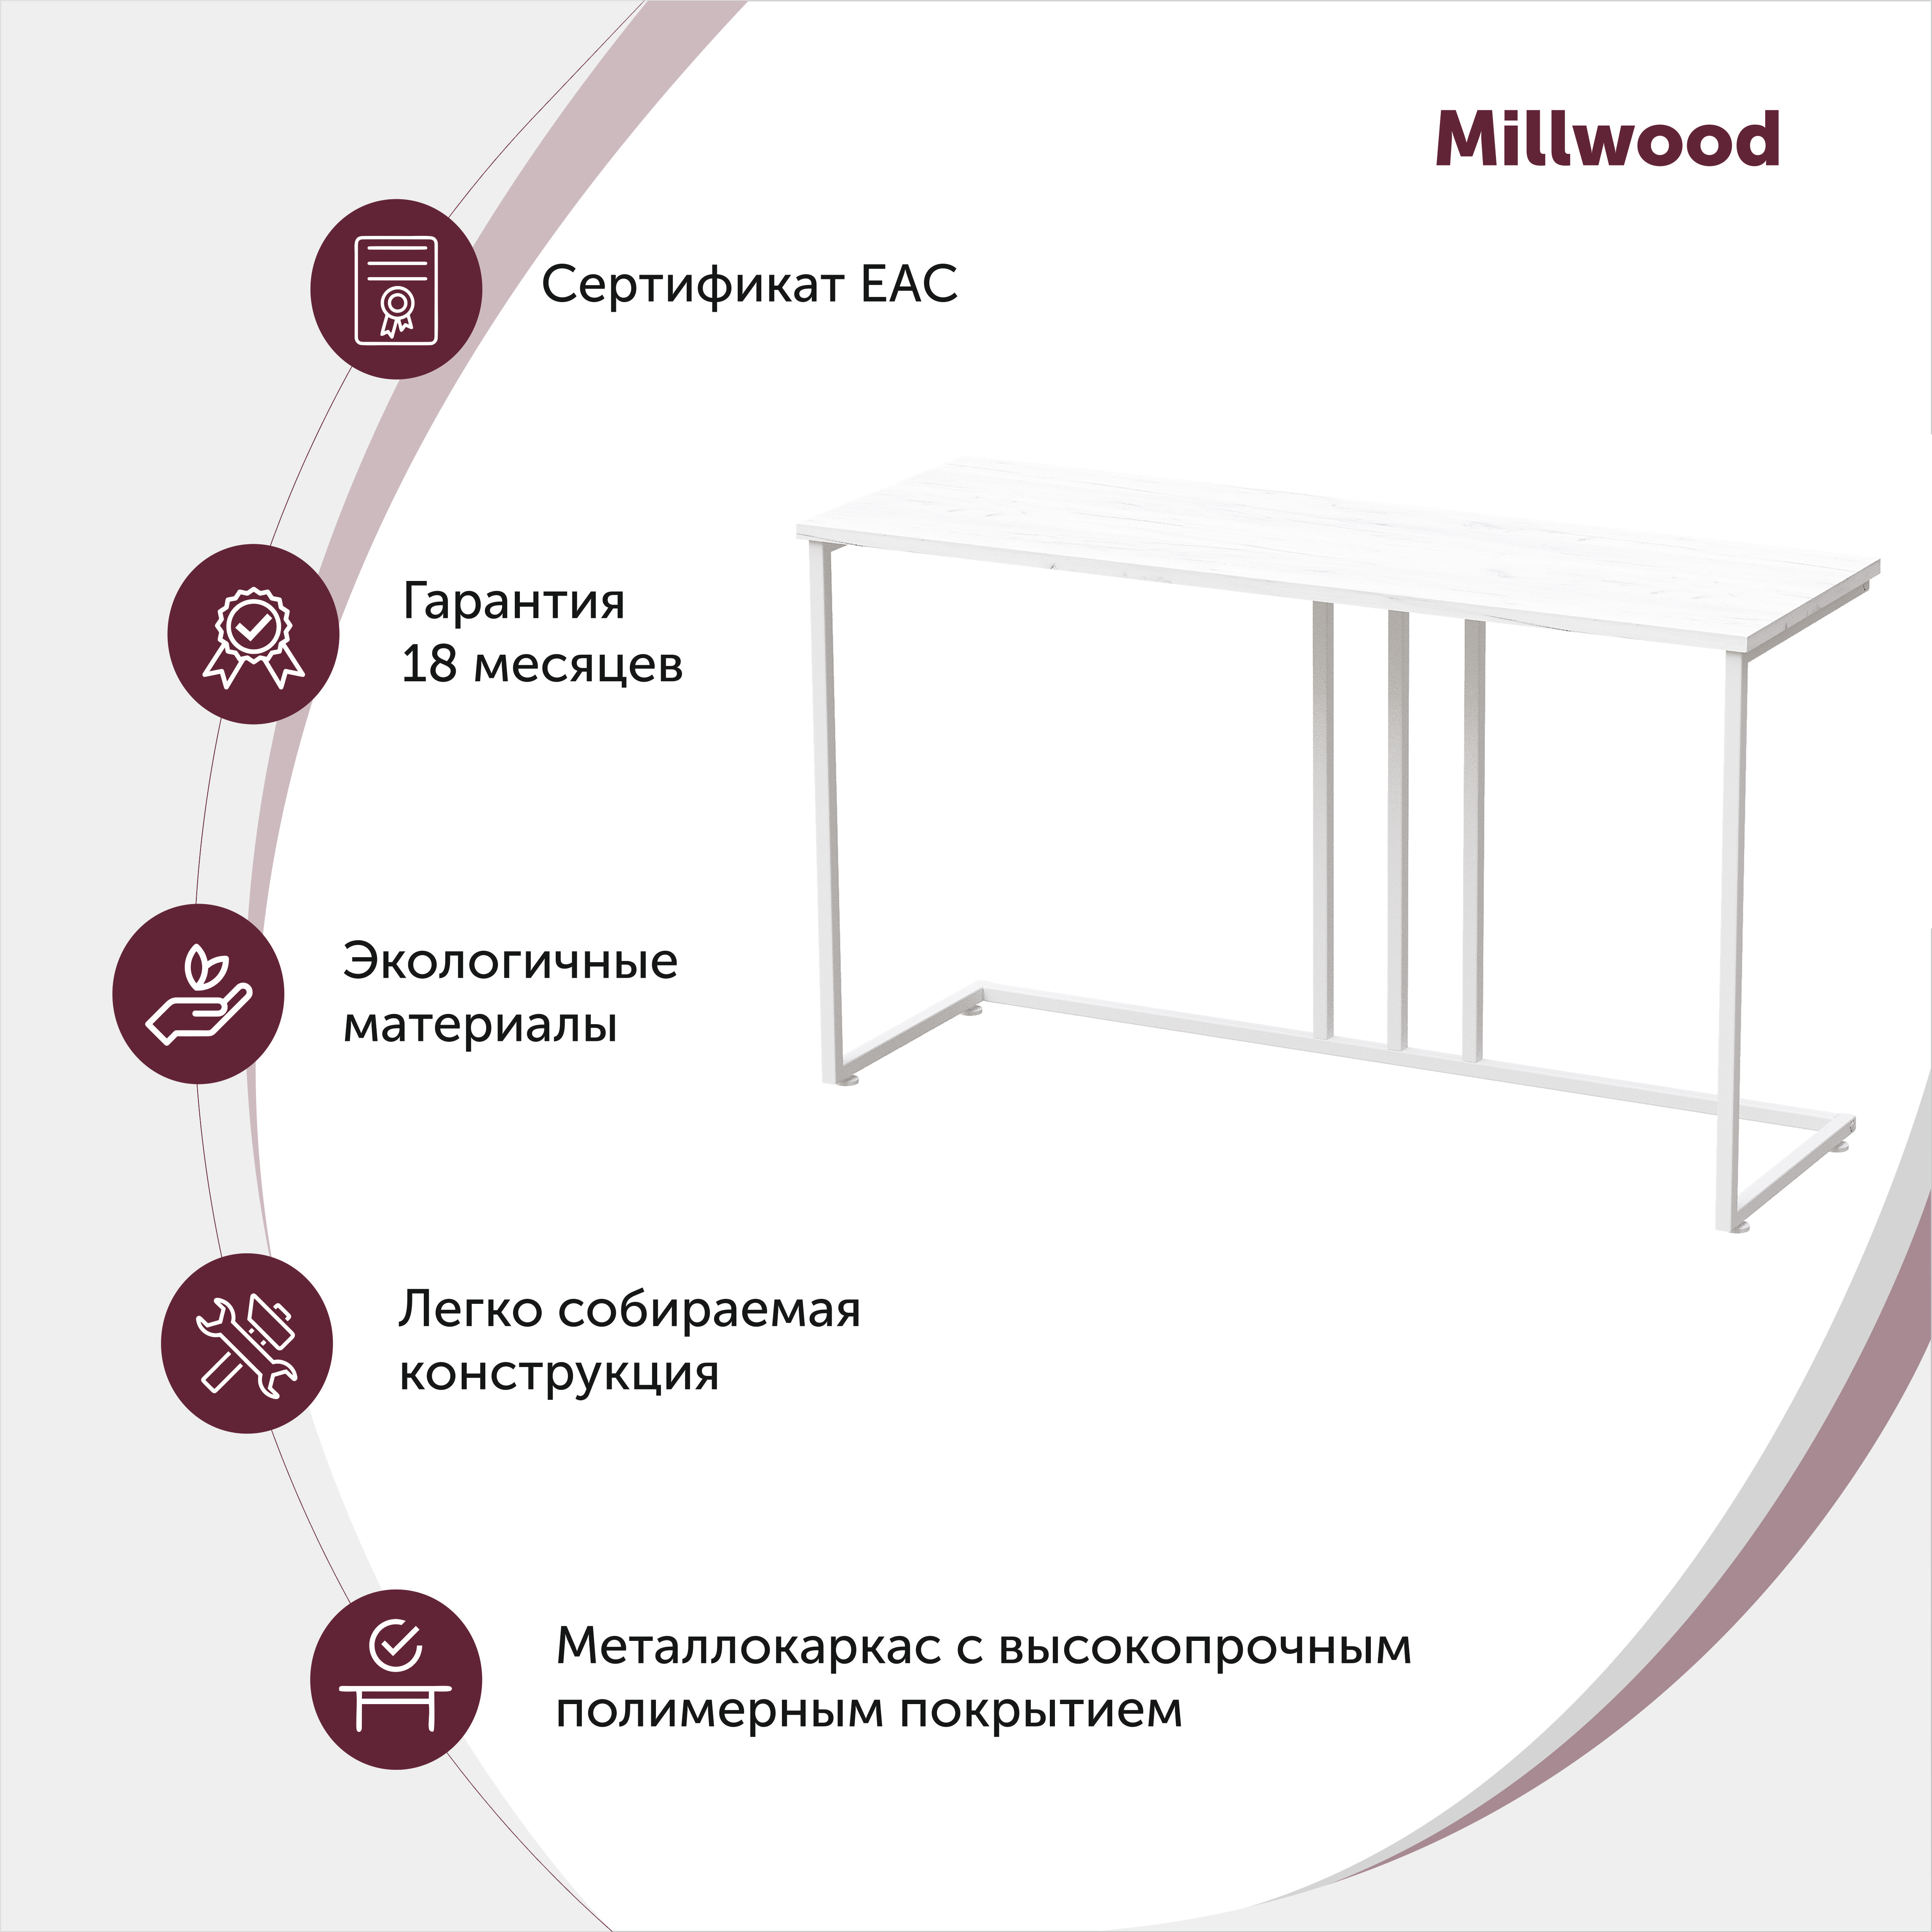 Millwood
Сертификат ЕАС
Гарантия
18 месяцев
Экологичные
материалы
Легко собираемая
конструкция
Металлокаркас с высокопрочным
полимерным покрытием